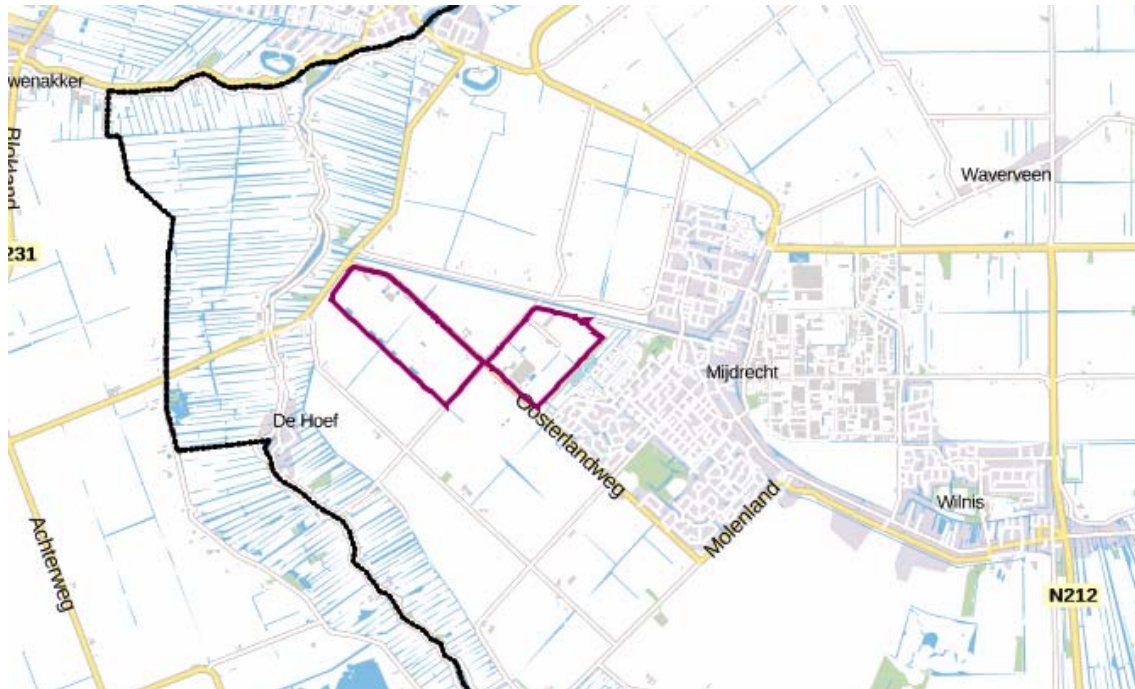 wenakker
Blokland
Waverveen
231
Mijdrecht
De Hoef
Oosterlandweg
Wilnis
Molenland
Achterweg
N212